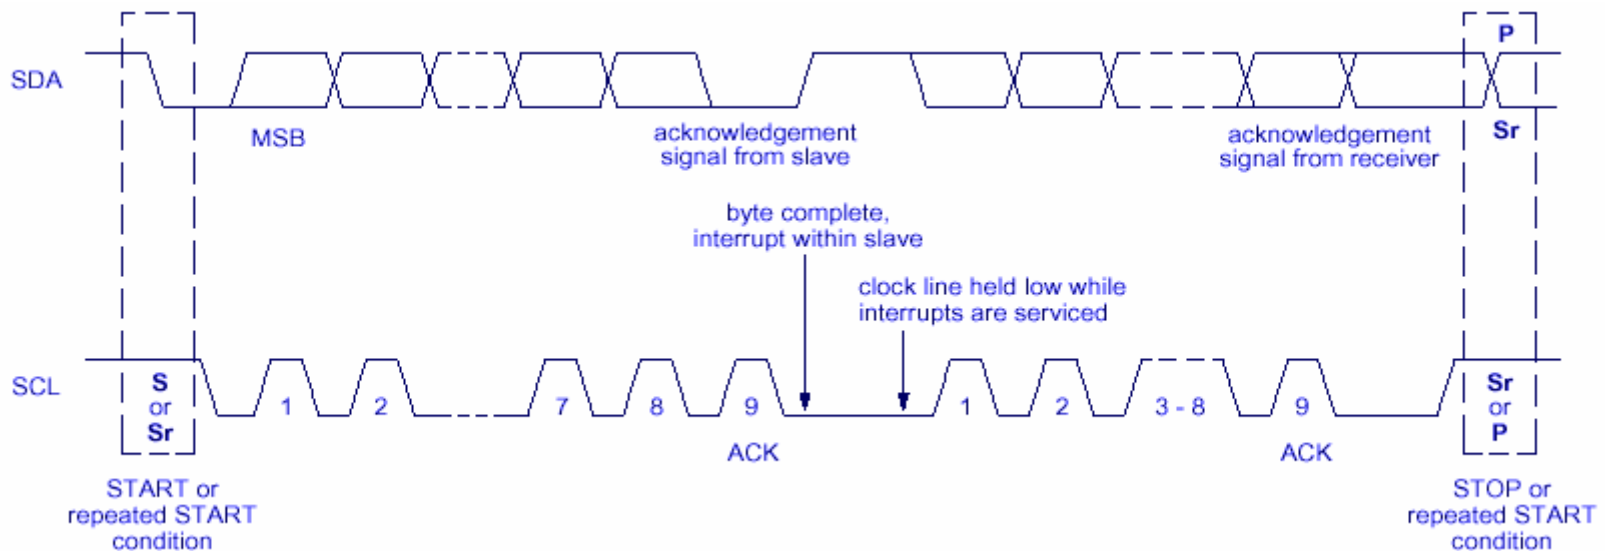 P
SDA
MSB
acknowledgement
signal from slave
acknowledgement
signal from receiver
Sr
byte complete,
interrupt within slave
clock line held low while
interrupts are serviced
SCL
S
or
Sr
1
2
7
8
9
1
2
3 - 8
9
Sr
or
P
ACK
ACK
START or
repeated START
condition
STOP or
repeated START
condition